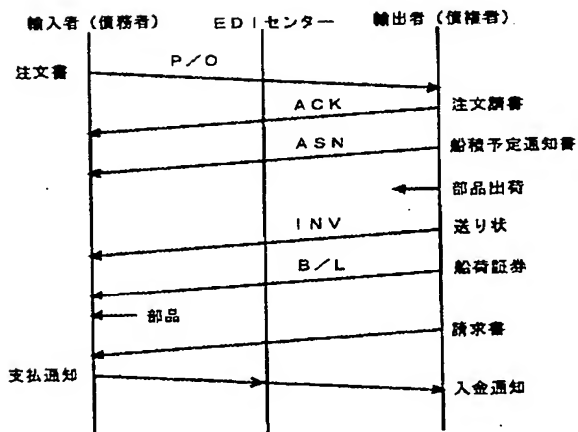 輸入者（債務者） EDIセンター 輸出者（債権者）
P／O
注文書
ACK 注文請書
ASN 船積予定通知書
部品出荷
INV 送り状
B／L 船荷証券
部品
請求書
支払通知 入金通知